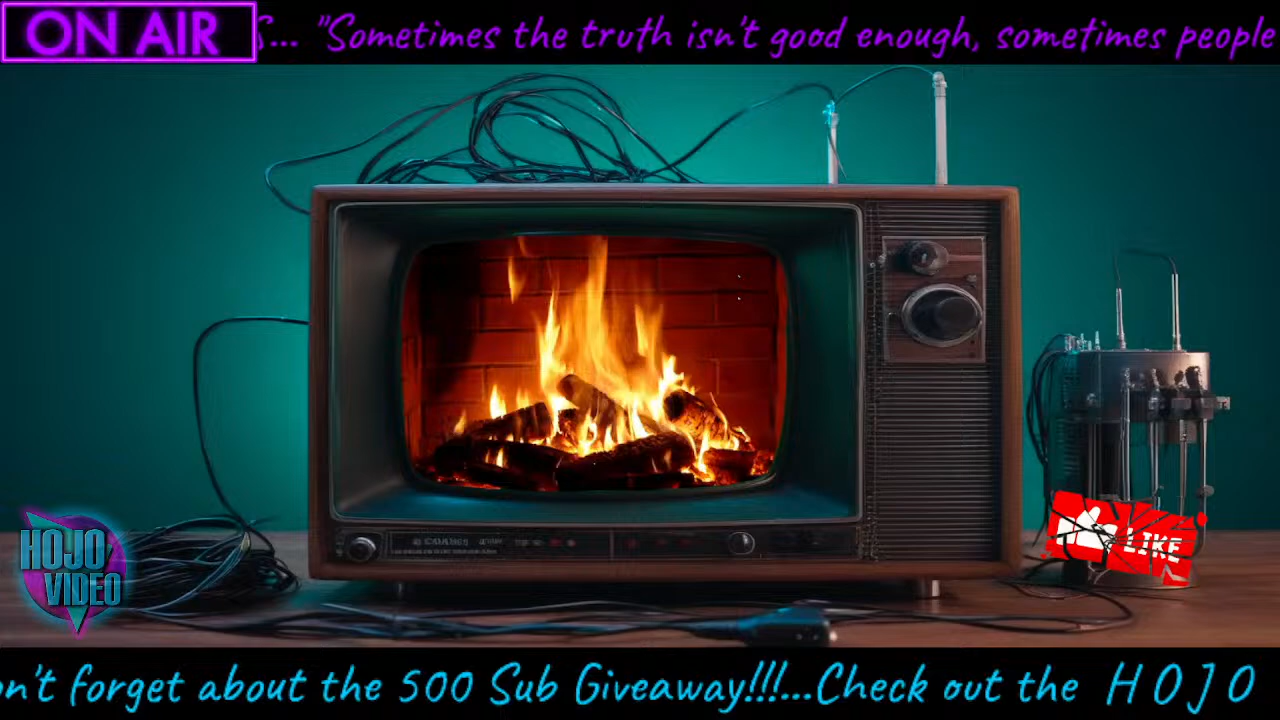 ON AIR
S... "Sometimes the truth isn't good enough, sometimes people
HOJO
VIDEO
LIKE
on't forget about the 500 Sub Giveaway!!!...Check out the H O J O